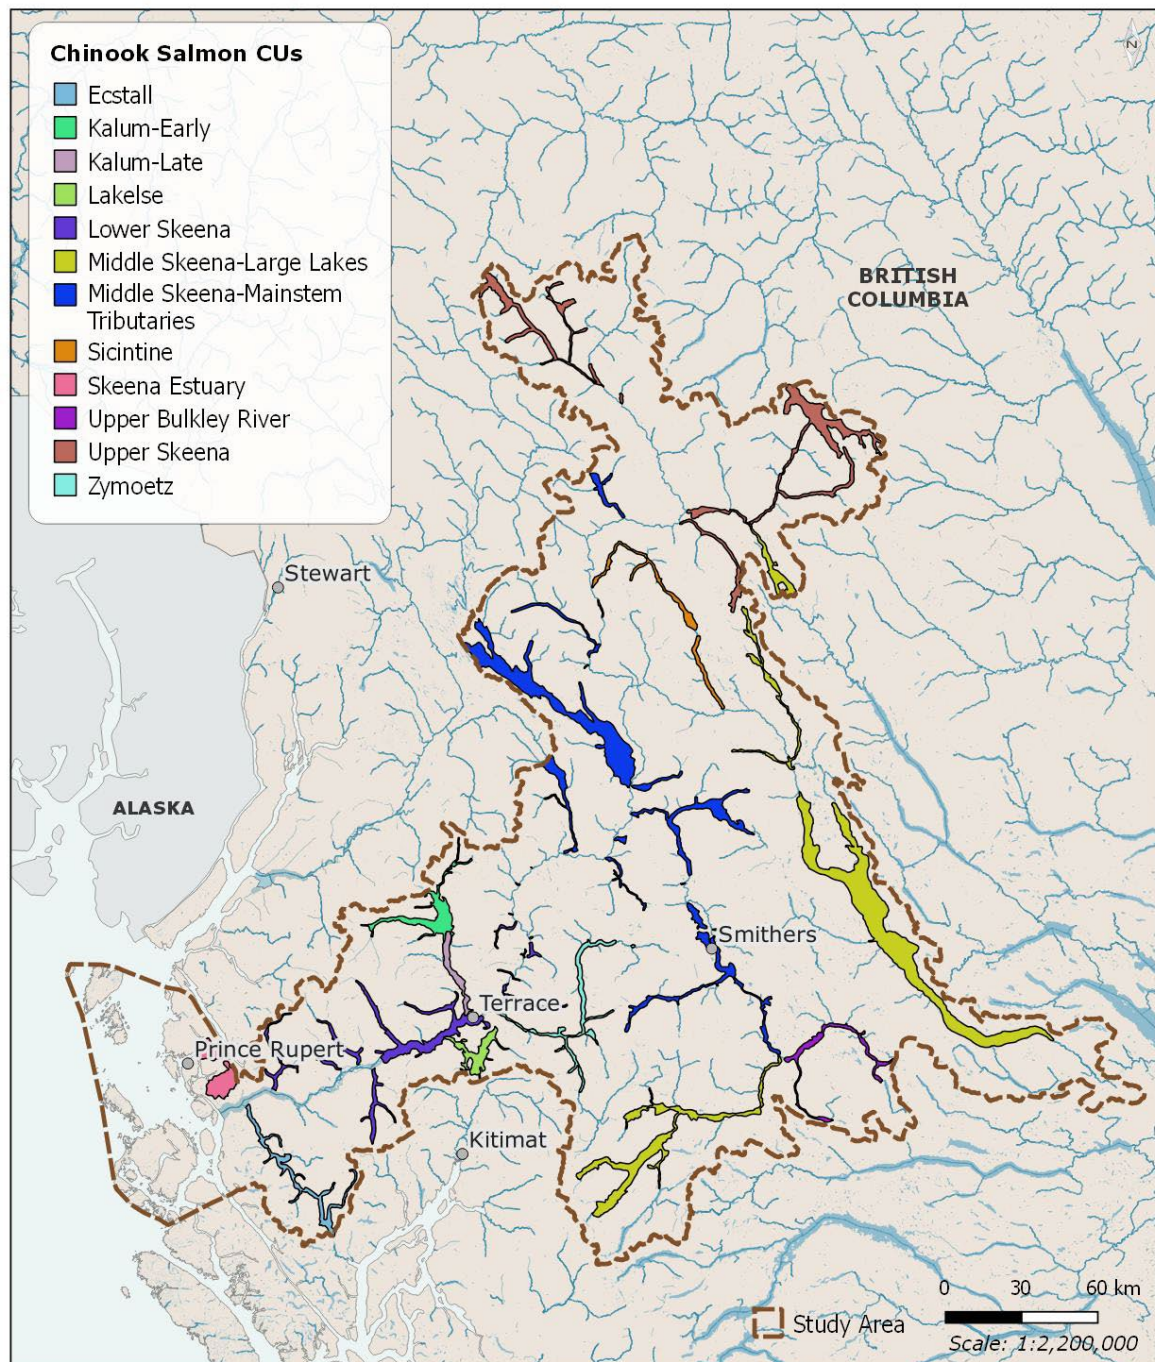 Chinook Salmon CUs
Ecstall
Kalum-Early
Kalum-Late
Lakelse
Lower Skeena
Middle Skeena-Large Lakes
Middle Skeena-Mainstem
Tributaries
Sicintine
Skeena Estuary
Upper Bulkley River
Upper Skeena
Zymoetz
N
BRITISH
COLUMBIA
Stewart
ALASKA
Smithers
Terrace
Prince Rupert
Kitimat
0 30 60 km
Study Area
Scale: 1:2,200,000